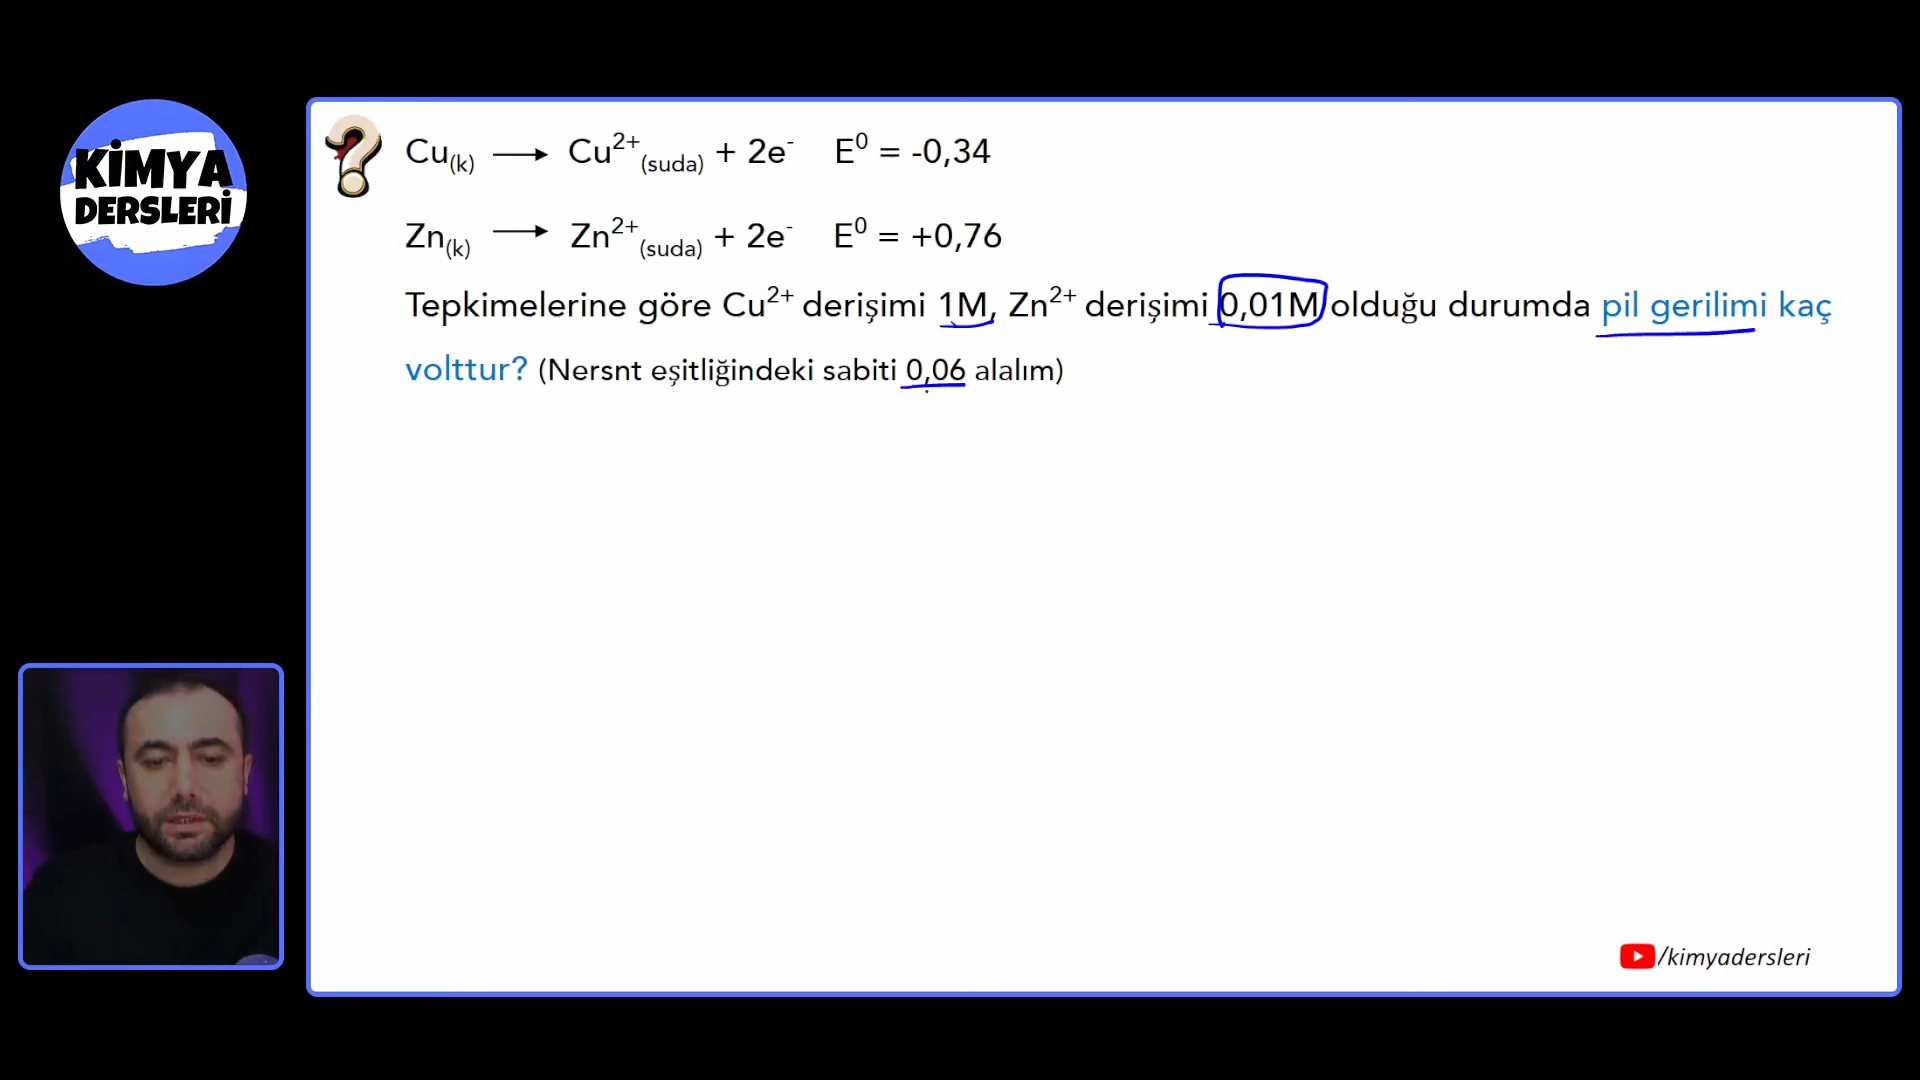 KİMYA
DERSLERİ
Cu(k) ⟶ Cu²⁺(suda) + 2e⁻ E⁰ = -0,34
Zn(k) ⟶ Zn²⁺(suda) + 2e⁻ E⁰ = +0,76
Tepkimelerine göre Cu²⁺ derişimi 1M, Zn²⁺ derişimi 0,01M olduğu durumda pil gerilimi kaç
volttur? (Nersnt eşitliğindeki sabiti 0,06 alalım)
/kimyadersleri